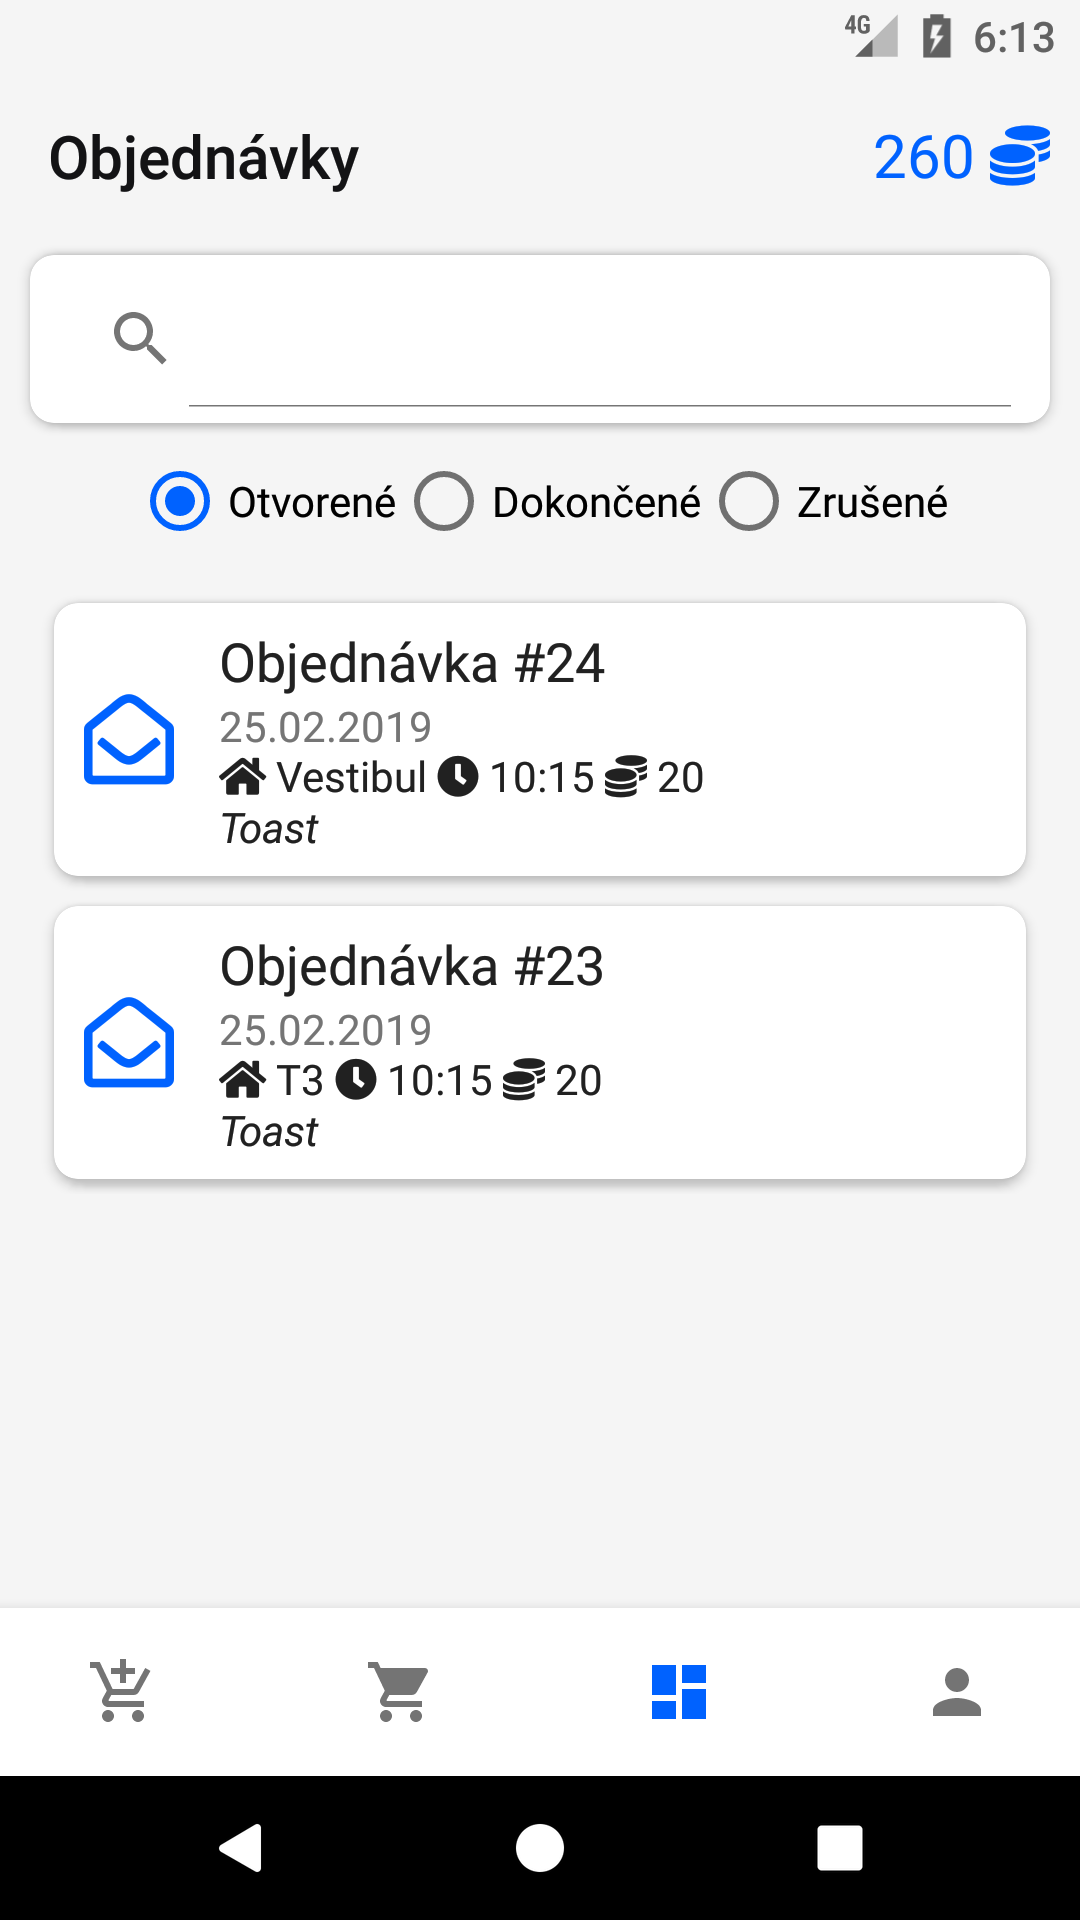 4G 6:13
Objednávky 260
Otvorené Dokončené Zrušené
Objednávka #24
25.02.2019
Vestibul 10:15 20
Toast
Objednávka #23
25.02.2019
T3 10:15 20
Toast